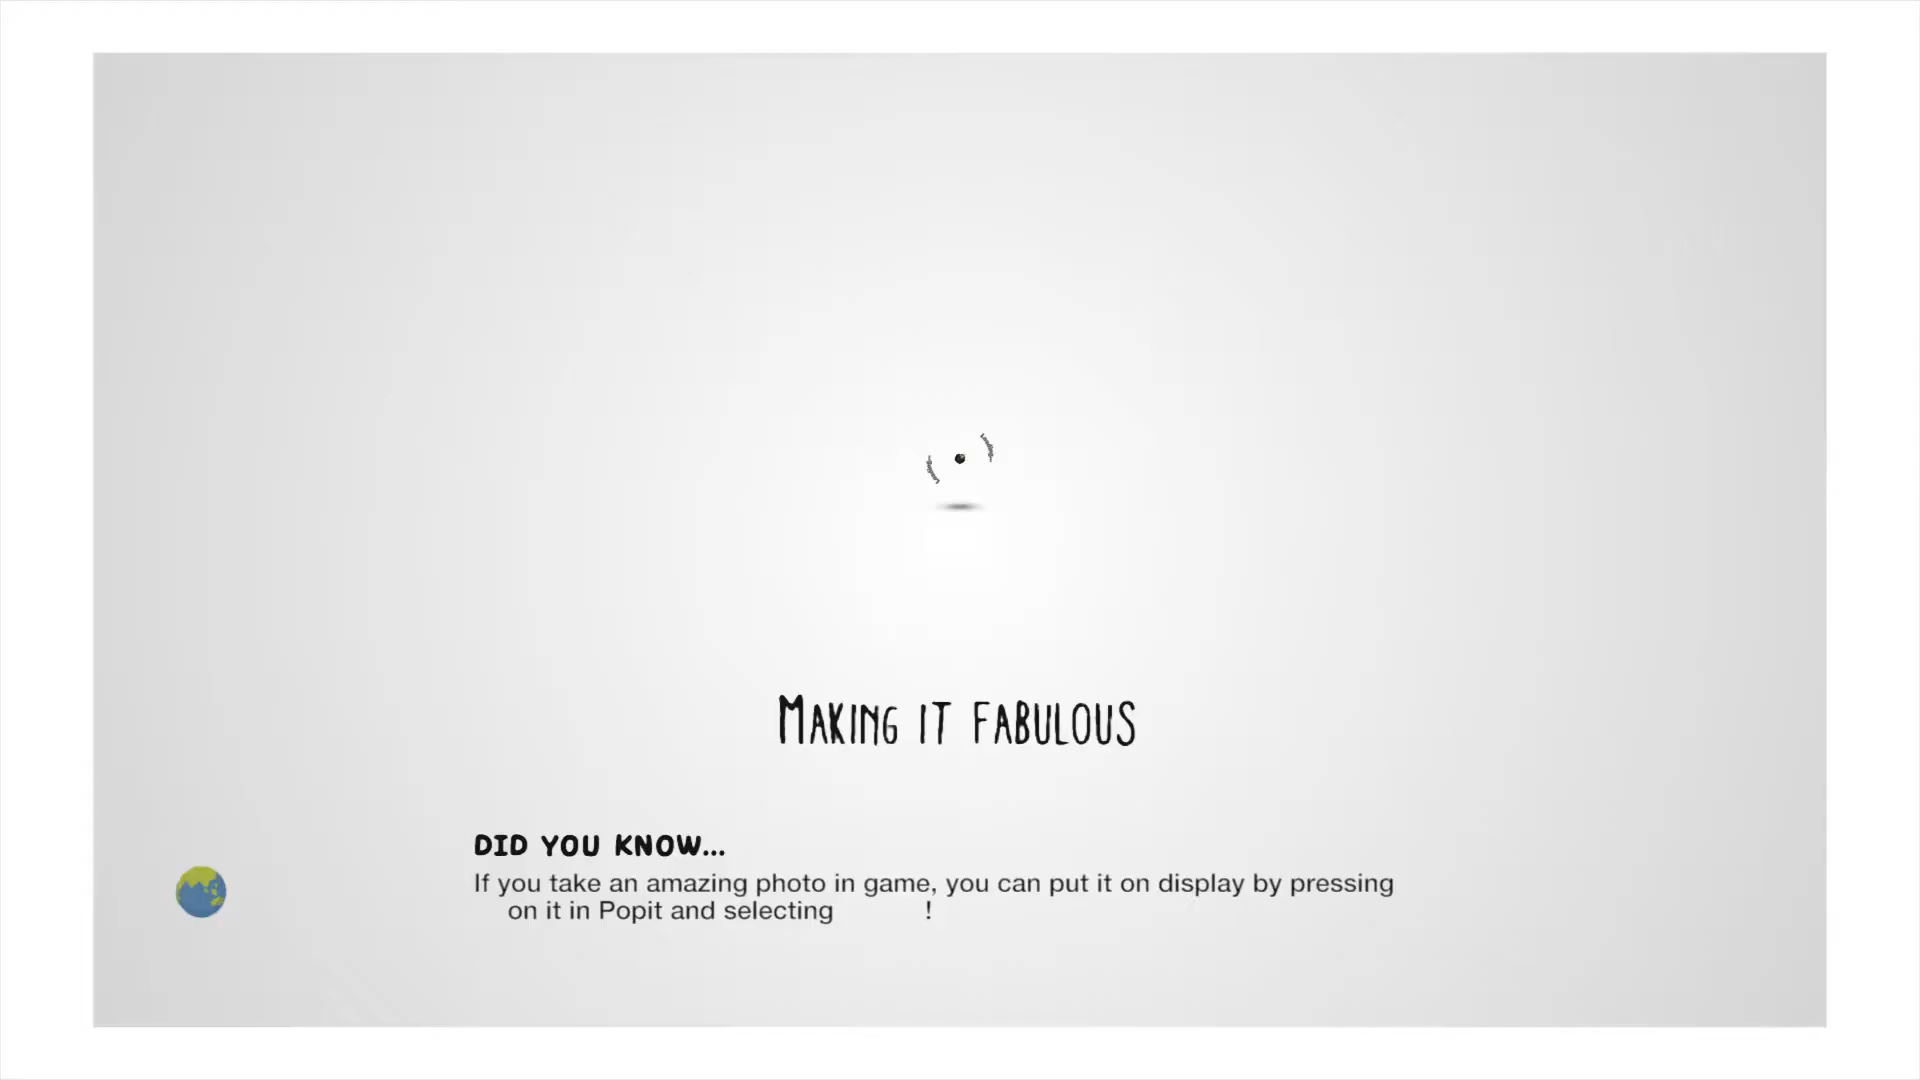 Making it fabulous
DID YOU KNOW...
If you take an amazing photo in game, you can put it on display by pressing
on it in Popit and selecting !